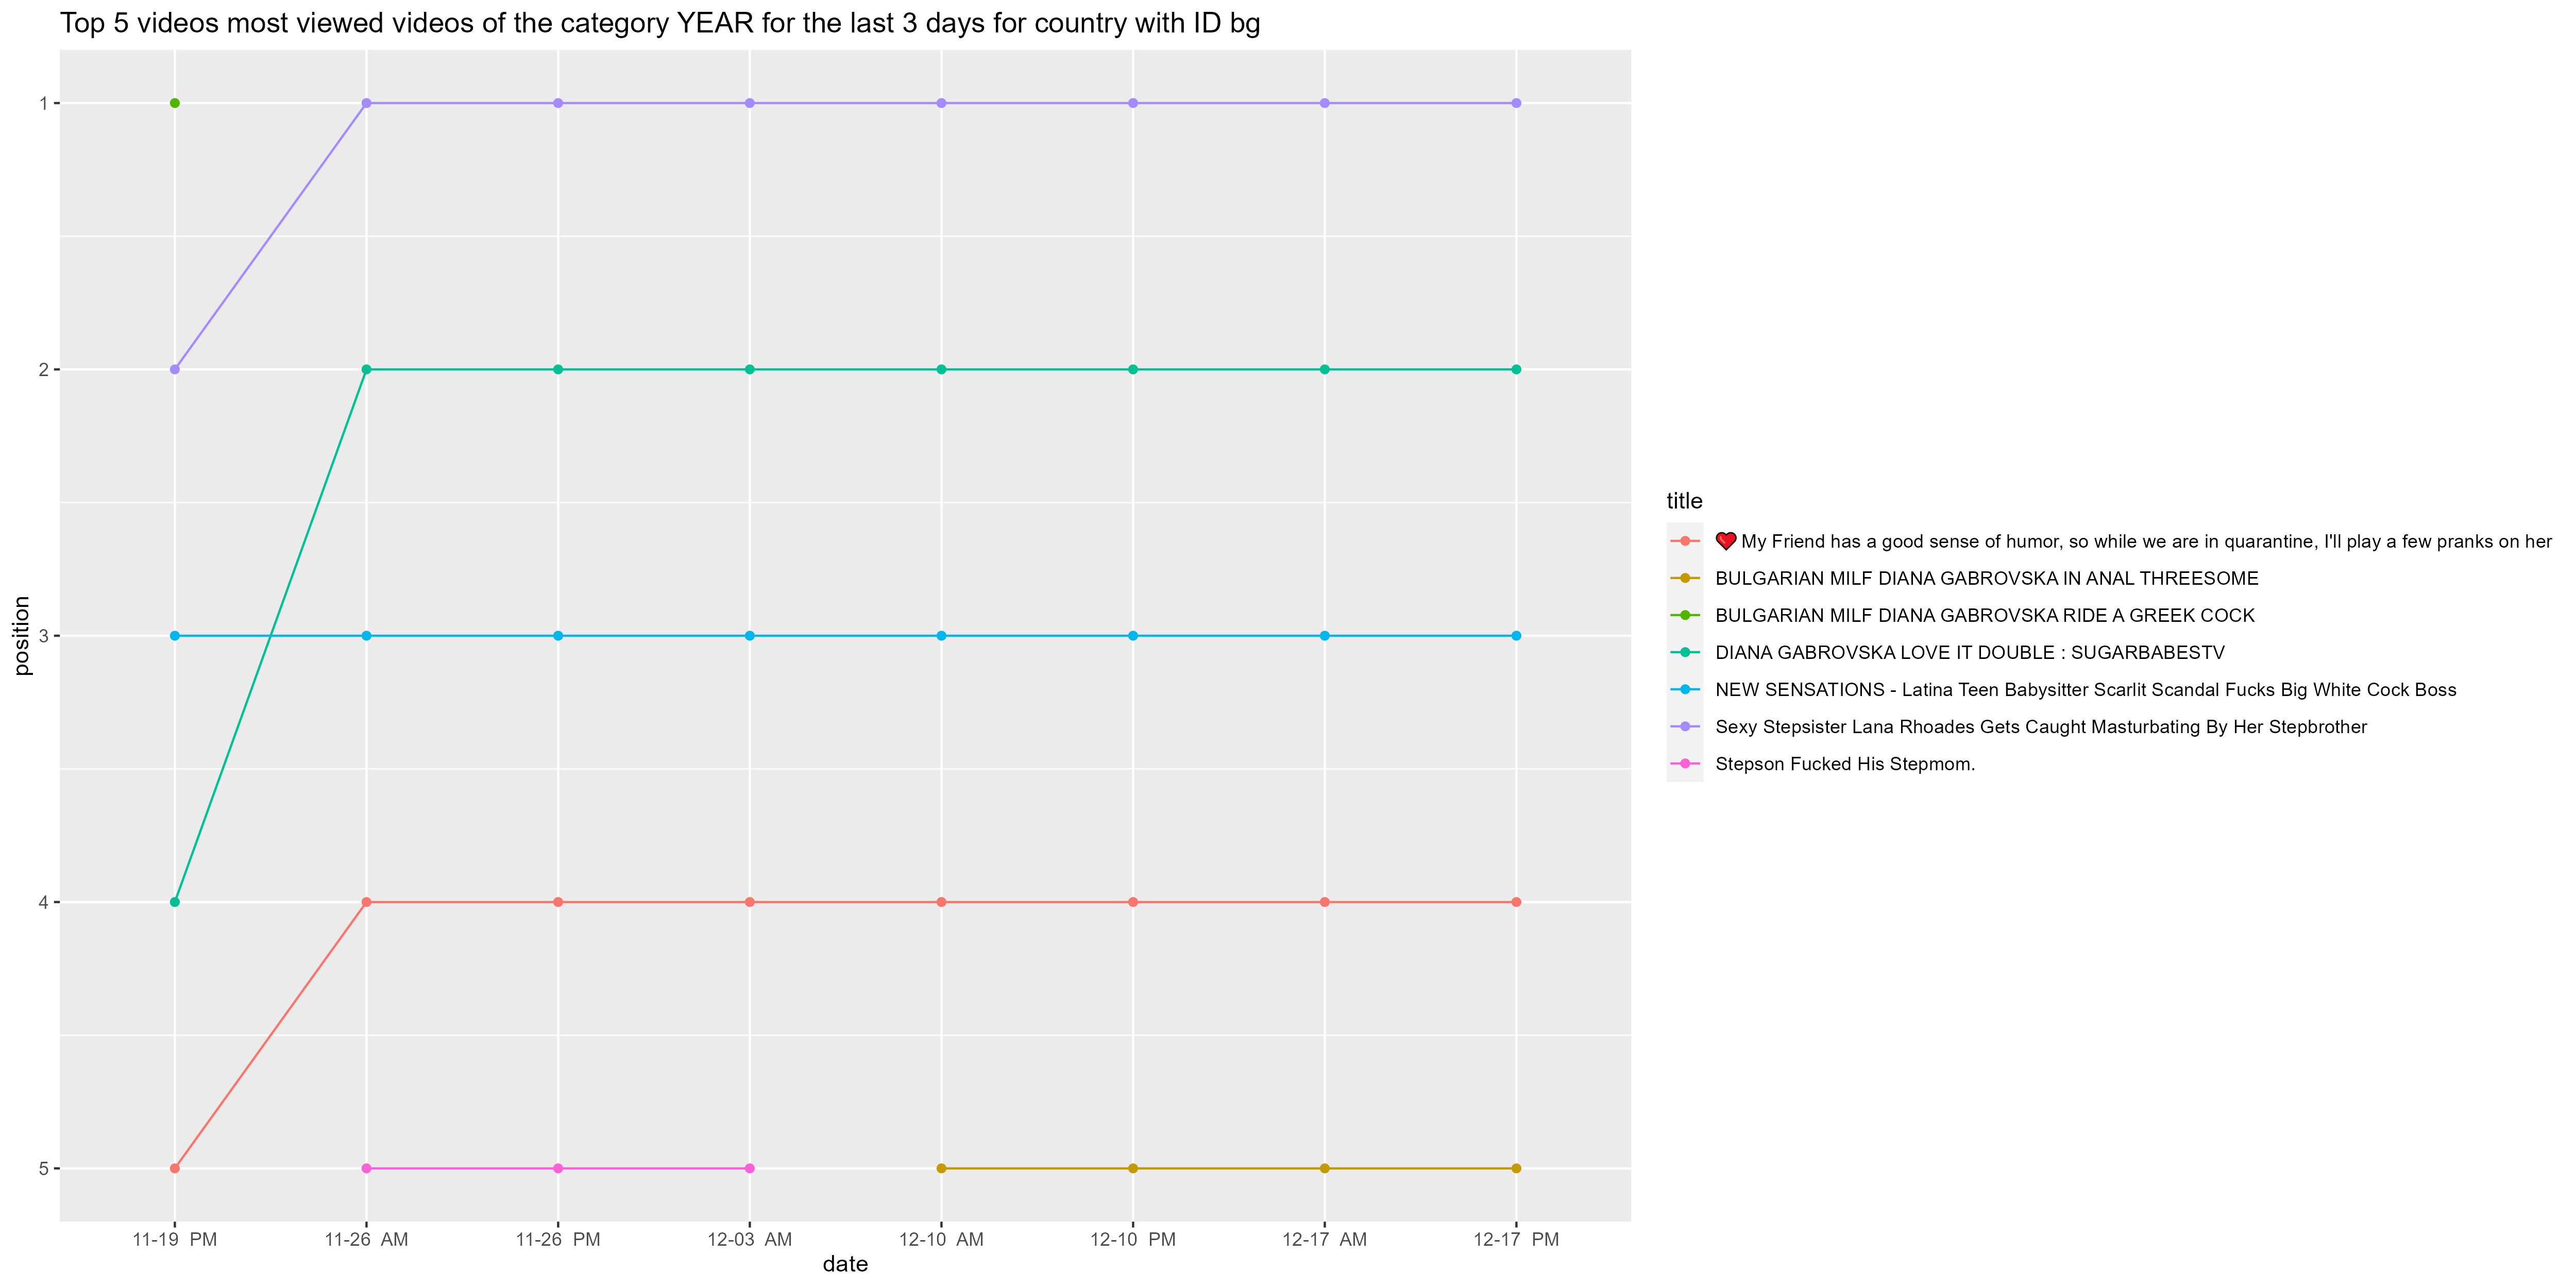 Top 5 videos most viewed videos of the category YEAR for the last 3 days for country with ID bg
position
1
2
3
4
5
11-19 PM
11-26 AM
11-26 PM
12-03 AM
12-10 AM
12-10 PM
12-17 AM
12-17 PM
date
title
❤️ My Friend has a good sense of humor, so while we are in quarantine, I'll play a few pranks on her
BULGARIAN MILF DIANA GABROVSKA IN ANAL THREESOME
BULGARIAN MILF DIANA GABROVSKA RIDE A GREEK COCK
DIANA GABROVSKA LOVE IT DOUBLE : SUGARBABESTV
NEW SENSATIONS - Latina Teen Babysitter Scarlit Scandal Fucks Big White Cock Boss
Sexy Stepsister Lana Rhoades Gets Caught Masturbating By Her Stepbrother
Stepson Fucked His Stepmom.